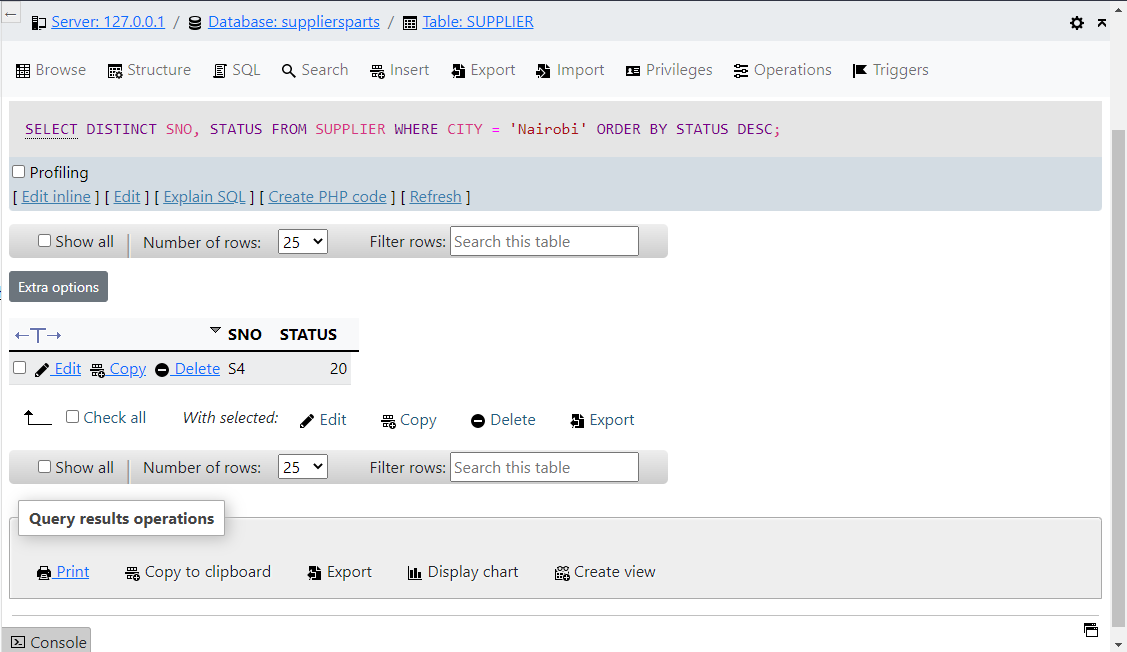 Server: 127.0.0.1 / Database: suppliersparts / Table: SUPPLIER
Browse Structure SQL Search Insert Export Import Privileges Operations Triggers
SELECT DISTINCT SNO, STATUS FROM SUPPLIER WHERE CITY = 'Nairobi' ORDER BY STATUS DESC;
Profiling
[ Edit inline ] [ Edit ] [ Explain SQL ] [ Create PHP code ] [ Refresh ]
Show all Number of rows: 25 Filter rows: Search this table
Extra options
←T→ SNO STATUS
Edit Copy Delete S4 20
Check all With selected: Edit Copy Delete Export
Show all Number of rows: 25 Filter rows: Search this table
Query results operations
Print Copy to clipboard Export Display chart Create view
Console